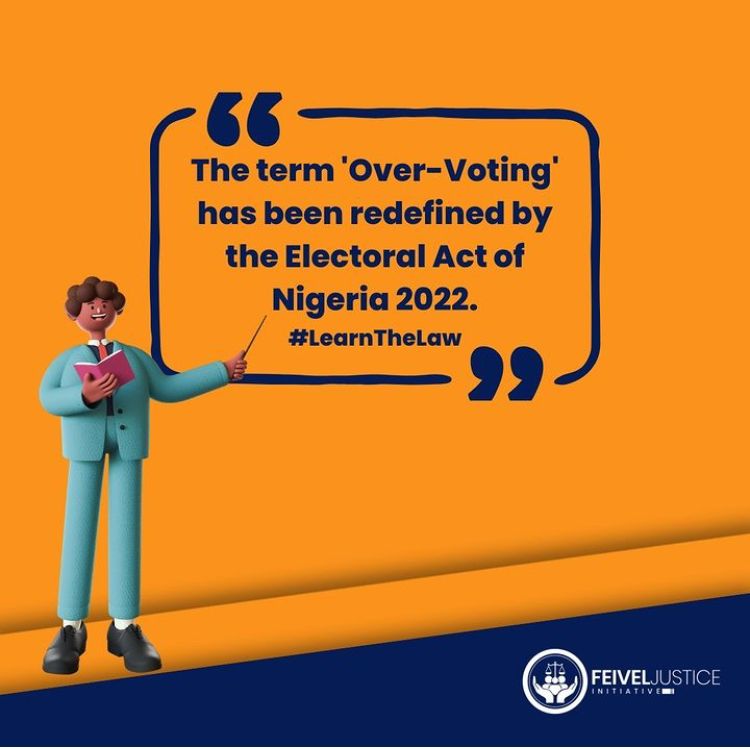 The term 'Over-Voting'
has been redefined by
the Electoral Act of
Nigeria 2022.
#LearnTheLaw
FEIVELJUSTICE
INITIATIVE